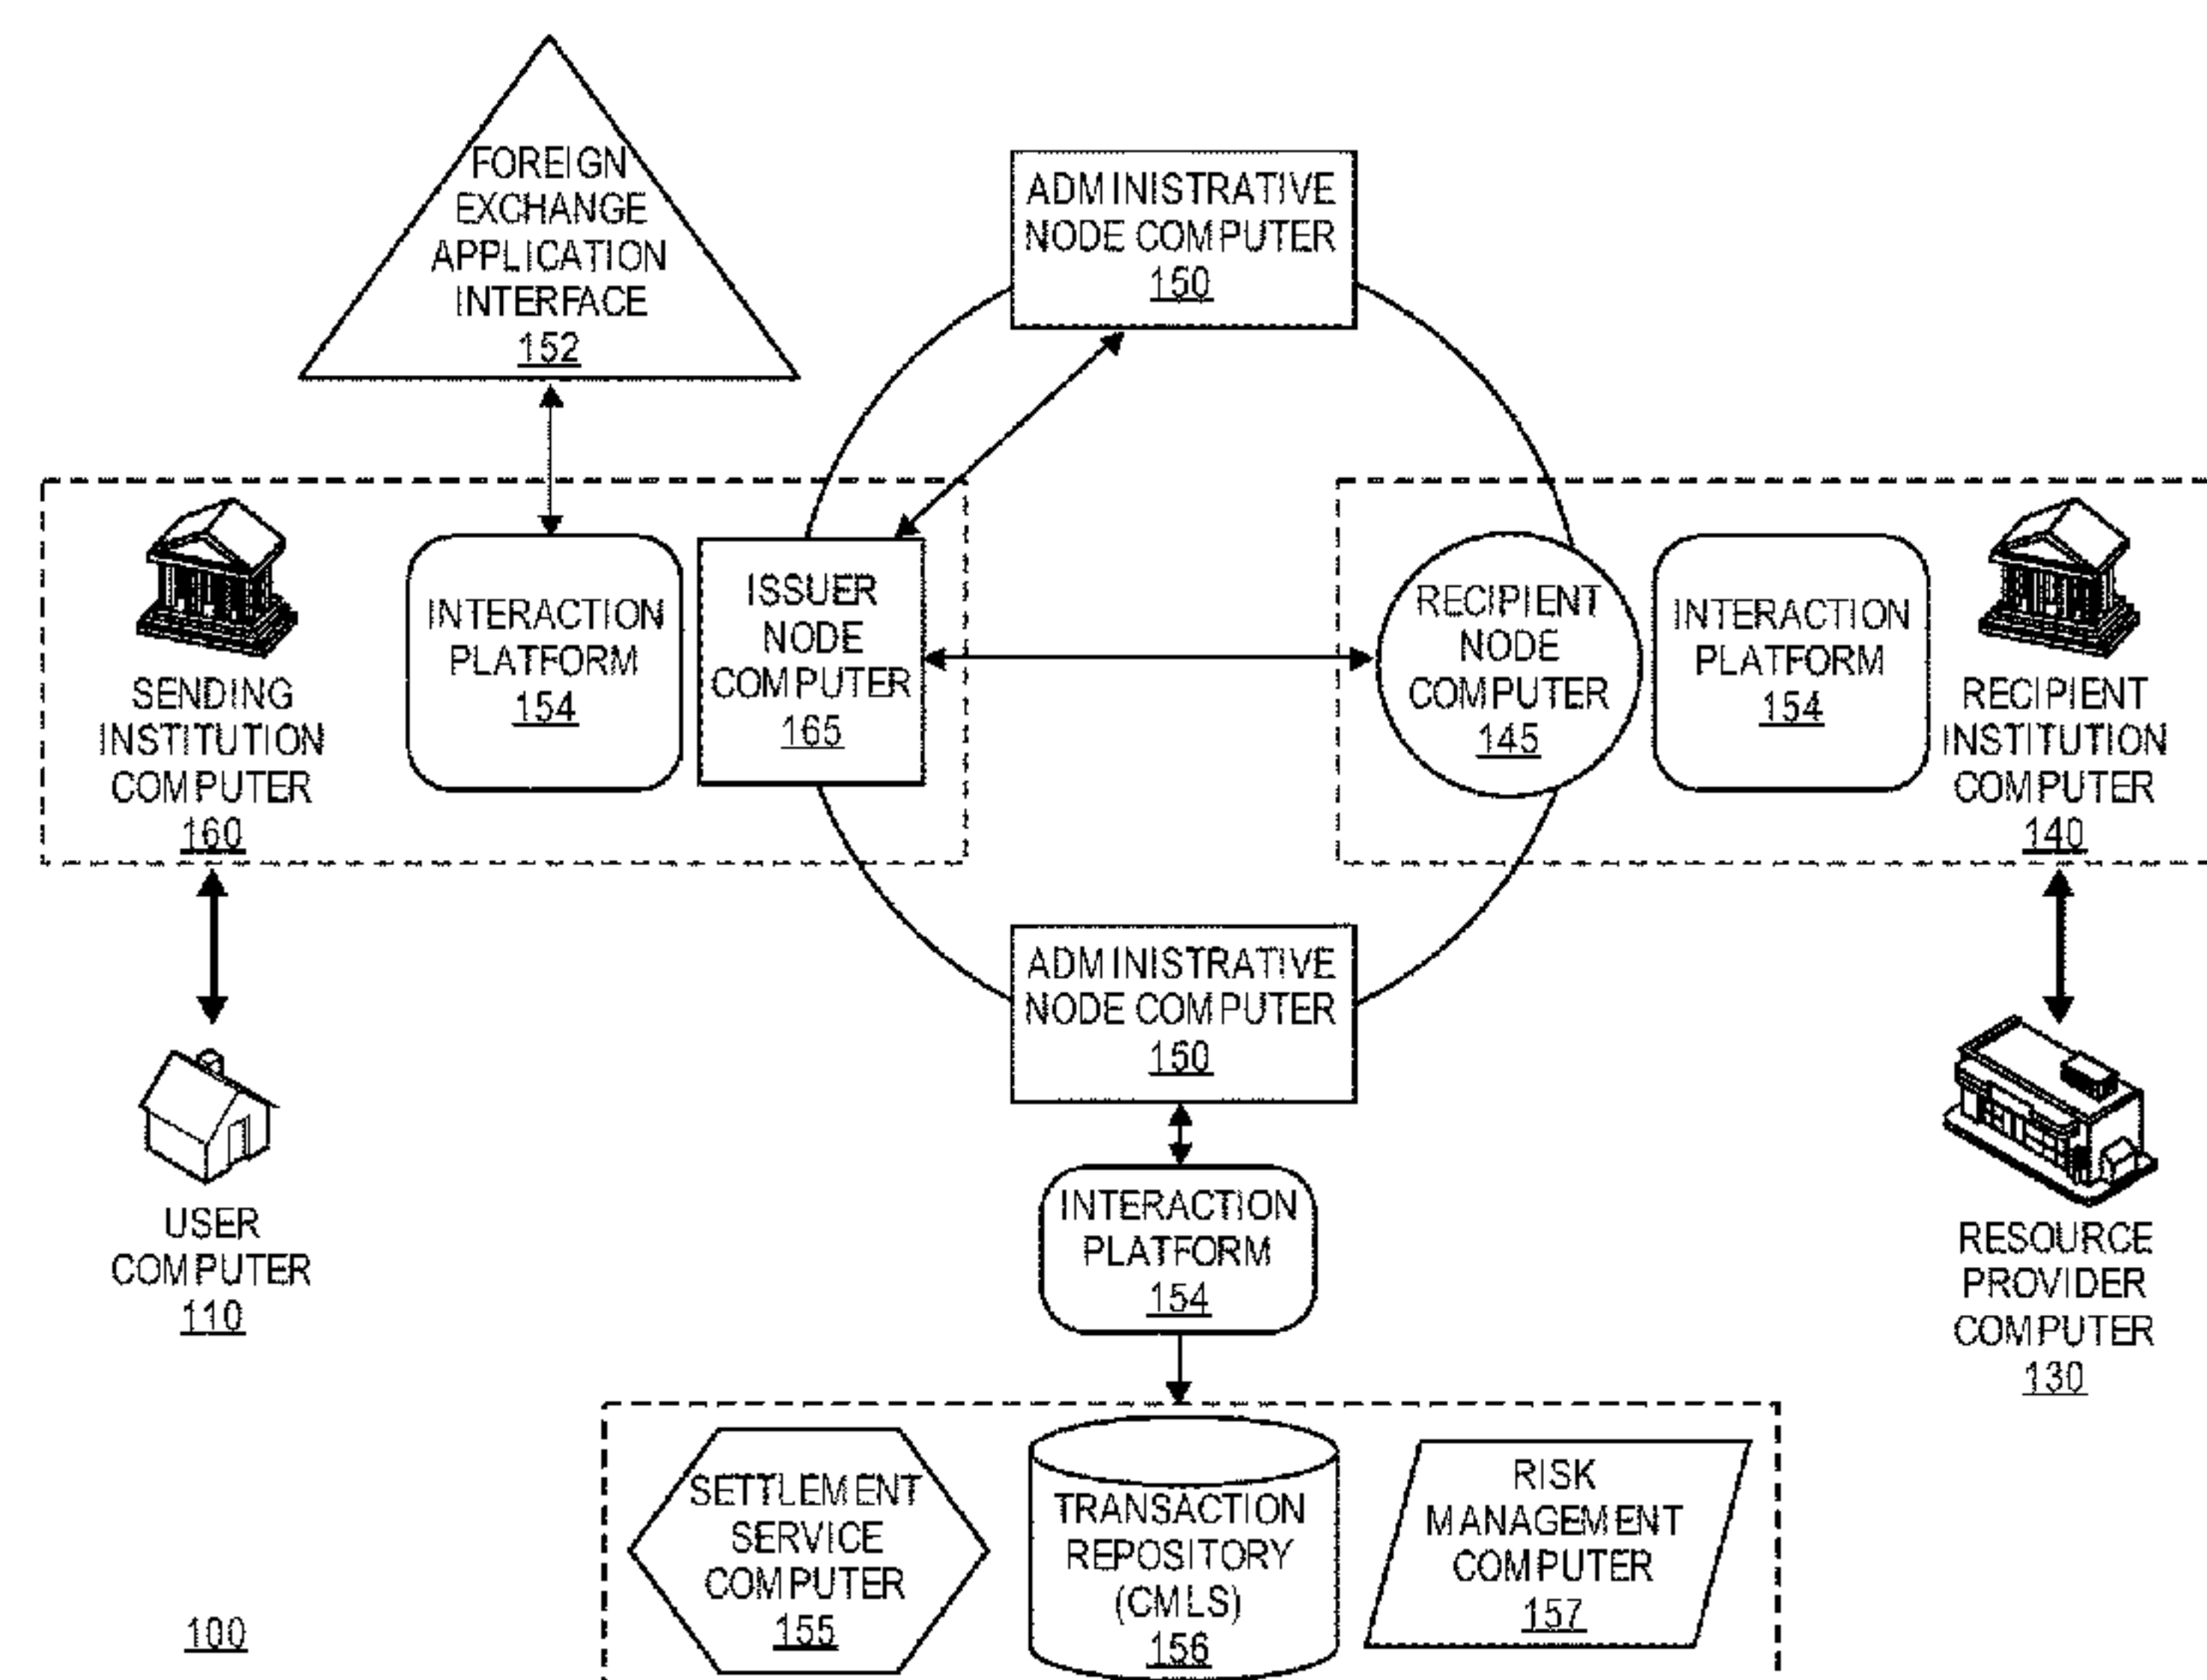 FOREIGN
EXCHANGE
APPLICATION
INTERFACE
152
ADMINISTRATIVE
NODE COMPUTER
150
SENDING
INSTITUTION
COMPUTER
160
INTERACTION
PLATFORM
154
ISSUER
NODE
COMPUTER
165
RECIPIENT
NODE
COMPUTER
145
INTERACTION
PLATFORM
154
RECIPIENT
INSTITUTION
COMPUTER
140
ADMINISTRATIVE
NODE COMPUTER
150
USER
COMPUTER
110
INTERACTION
PLATFORM
154
RESOURCE
PROVIDER
COMPUTER
130
SETTLEMENT
SERVICE
COMPUTER
155
TRANSACTION
REPOSITORY
(CMLS)
156
RISK
MANAGEMENT
COMPUTER
157
100